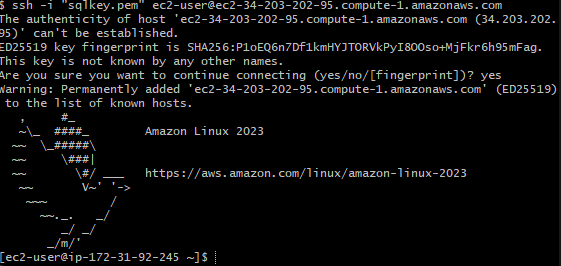 $ ssh -i "sqlkey.pem" ec2-user@ec2-34-203-202-95.compute-1.amazonaws.com
The authenticity of host 'ec2-34-203-202-95.compute-1.amazonaws.com (34.203.202.95)' can't be established.
ED25519 key fingerprint is SHA256:P1oEQ6n7Df1kmHYJTORVkPyI8OOso+MjFkr6h95mFag.
This key is not known by any other names.
Are you sure you want to continue connecting (yes/no/[fingerprint])? yes
Warning: Permanently added 'ec2-34-203-202-95.compute-1.amazonaws.com' (ED25519)
to the list of known hosts.
   ,     #_
   ~\_  ####_        Amazon Linux 2023
  ~~  \_#####\
  ~~     \###|
  ~~       \#/ ___   https://aws.amazon.com/linux/amazon-linux-2023
   ~~       V~' '->
    ~~~         /
      ~~._.   _/
         _/ _/
       _/m/'
[ec2-user@ip-172-31-92-245 ~]$